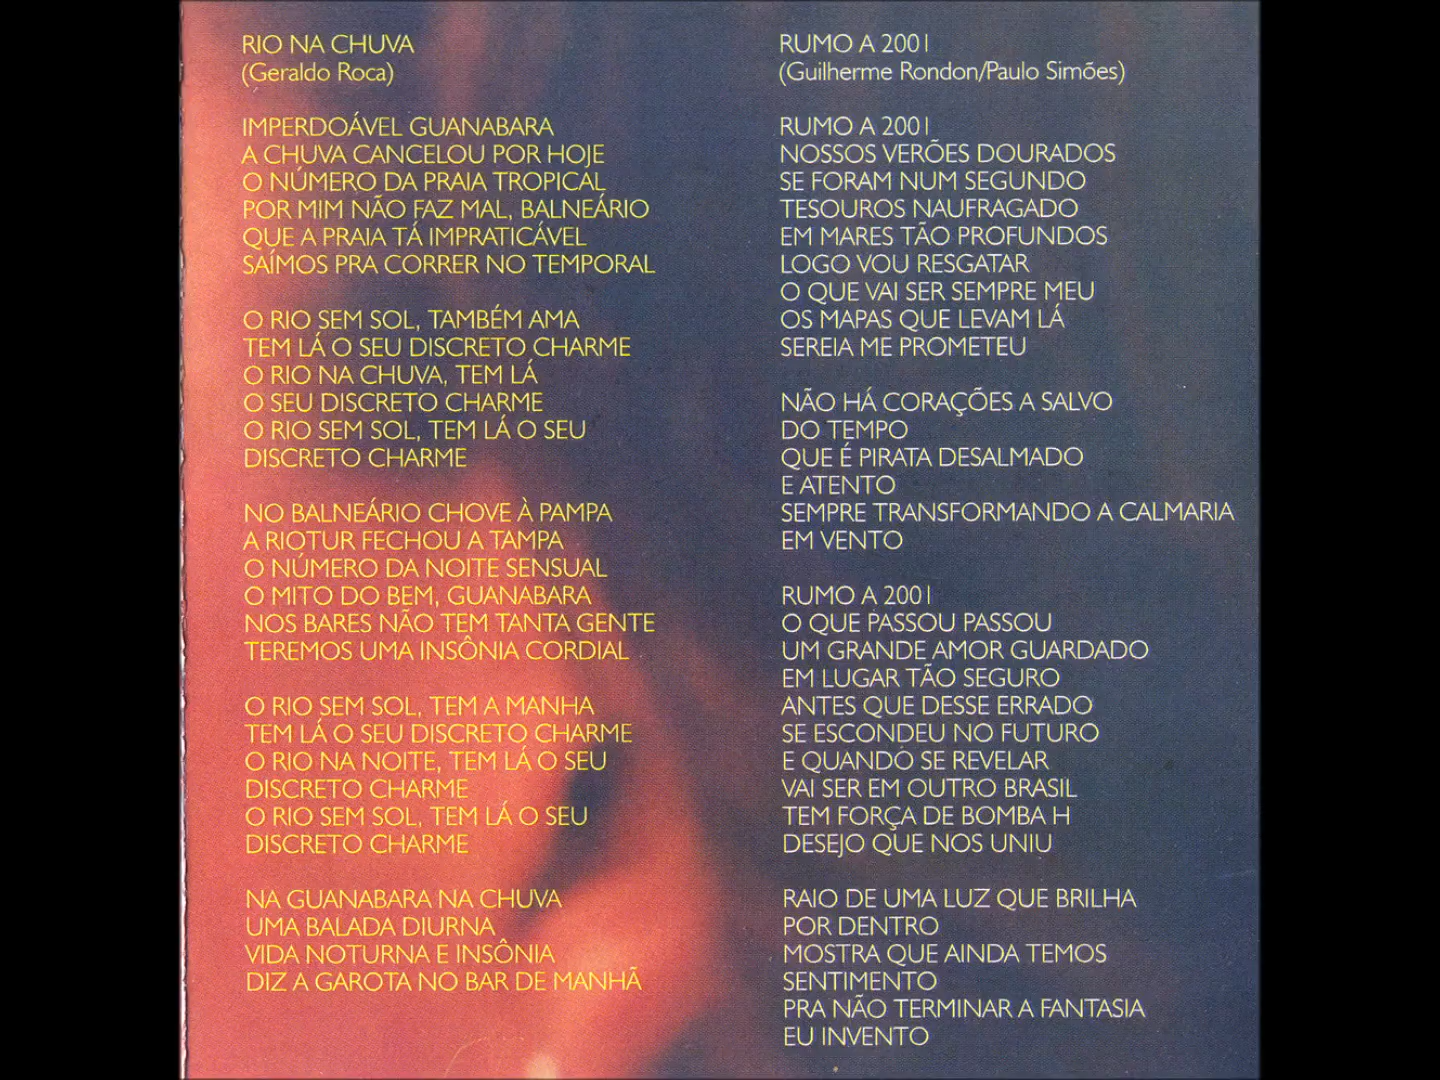 RIO NA CHUVA
(Geraldo Roca)
IMPERDOÁVEL GUANABARA
A CHUVA CANCELOU POR HOJE
O NÚMERO DA PRAIA TROPICAL
POR MIM NÃO FAZ MAL, BALNEÁRIO
QUE A PRAIA TÁ IMPRATICÁVEL
SAÍMOS PRA CORRER NO TEMPORAL
O RIO SEM SOL, TAMBÉM AMA
TEM LÁ O SEU DISCRETO CHARME
O RIO NA CHUVA, TEM LÁ
O SEU DISCRETO CHARME
O RIO SEM SOL, TEM LÁ O SEU
DISCRETO CHARME
NO BALNEÁRIO CHOVE À PAMPA
A RIOTUR FECHOU A TAMPA
O NÚMERO DA NOITE SENSUAL
O MITO DO BEM, GUANABARA
NOS BARES NÃO TEM TANTA GENTE
TEREMOS UMA INSÔNIA CORDIAL
O RIO SEM SOL, TEM A MANHA
TEM LÁ O SEU DISCRETO CHARME
O RIO NA NOITE, TEM LÁ O SEU
DISCRETO CHARME
O RIO SEM SOL, TEM LÁ O SEU
DISCRETO CHARME
NA GUANABARA NA CHUVA
UMA BALADA DIURNA
VIDA NOTURNA E INSÔNIA
DIZ A GAROTA NO BAR DE MANHÃ
RUMO A 2001
(Guilherme Rondon/Paulo Simões)
RUMO A 2001
NOSSOS VERÕES DOURADOS
SE FORAM NUM SEGUNDO
TESOUROS NAUFRAGADO
EM MARES TÃO PROFUNDOS
LOGO VOU RESGATAR
O QUE VAI SER SEMPRE MEU
OS MAPAS QUE LEVAM LÁ
SEREIA ME PROMETEU
NÃO HÁ CORAÇÕES A SALVO
DO TEMPO
QUE É PIRATA DESALMADO
E ATENTO
SEMPRE TRANSFORMANDO A CALMARIA
EM VENTO
RUMO A 2001
O QUE PASSOU PASSOU
UM GRANDE AMOR GUARDADO
EM LUGAR TÃO SEGURO
ANTES QUE DESSE ERRADO
SE ESCONDEU NO FUTURO
E QUANDO SE REVELAR
VAI SER EM OUTRO BRASIL
TEM FORÇA DE BOMBA H
DESEJO QUE NOS UNIU
RAIO DE UMA LUZ QUE BRILHA
POR DENTRO
MOSTRA QUE AINDA TEMOS
SENTIMENTO
PRA NÃO TERMINAR A FANTASIA
EU INVENTO